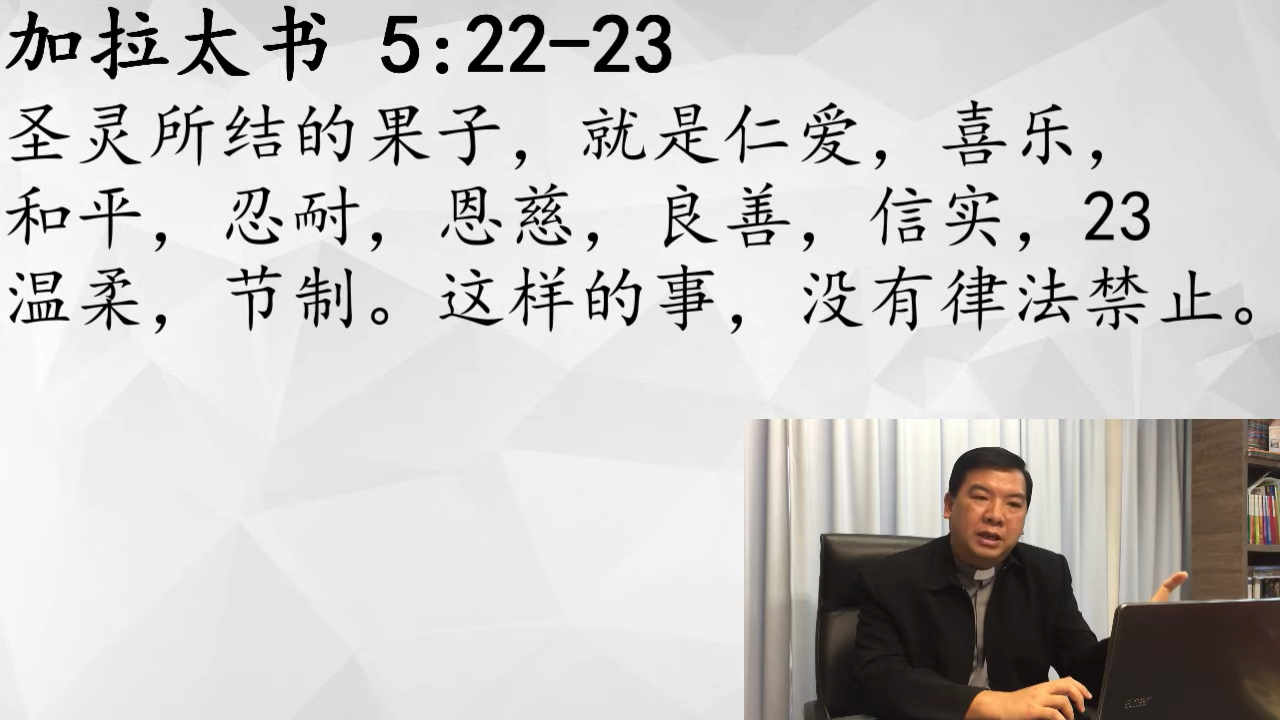 加拉太书 5:22-23
圣灵所结的果子，就是仁爱，喜乐，
和平，忍耐，恩慈，良善，信实，23
温柔，节制。这样的事，没有律法禁止。